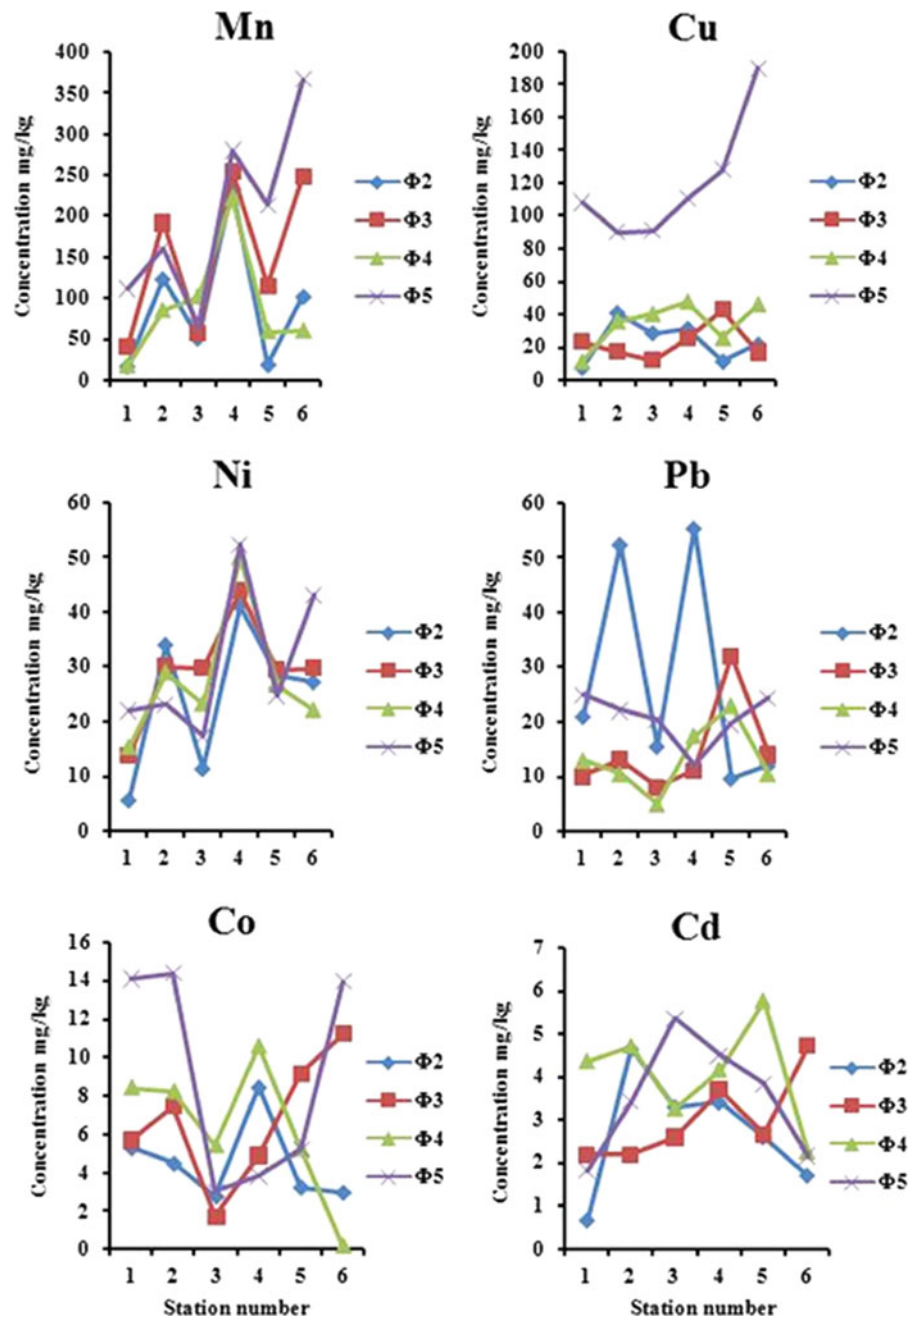 Mn
Concentration mg/kg
400
350
300
250
200
150
100
50
0
1 2 3 4 5 6
Φ2
Φ3
Φ4
Φ5
Cu
Concentration mg/kg
200
180
160
140
120
100
80
60
40
20
0
1 2 3 4 5 6
Φ2
Φ3
Φ4
Φ5
Ni
Concentration mg/kg
60
50
40
30
20
10
0
1 2 3 4 5 6
Φ2
Φ3
Φ4
Φ5
Pb
Concentration mg/kg
60
50
40
30
20
10
0
1 2 3 4 5 6
Φ2
Φ3
Φ4
Φ5
Co
Concentration mg/kg
16
14
12
10
8
6
4
2
0
1 2 3 4 5 6
Station number
Φ2
Φ3
Φ4
Φ5
Cd
Concentration mg/kg
7
6
5
4
3
2
1
0
1 2 3 4 5 6
Station number
Φ2
Φ3
Φ4
Φ5